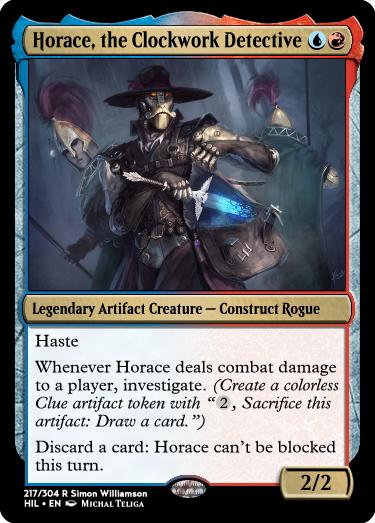 Horace, the Clockwork Detective
Legendary Artifact Creature — Construct Rogue
Haste
Whenever Horace deals combat damage
to a player, investigate. (Create a colorless
Clue artifact token with “2, Sacrifice this
artifact: Draw a card.”)
Discard a card: Horace can't be blocked
this turn.
2/2
217/304 R Simon Williamson
HIL • EN Michal Teliga